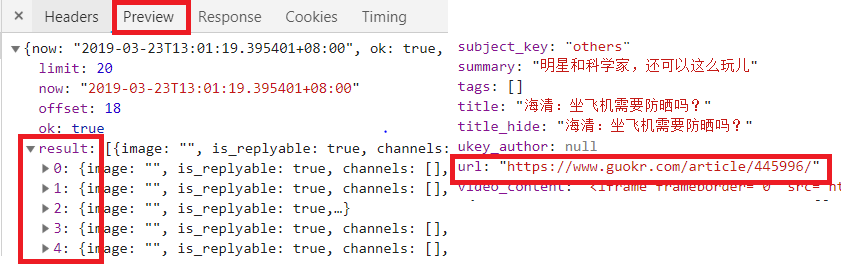 × Headers Preview Response Cookies Timing
▼{now: "2019-03-23T13:01:19.395401+08:00", ok: true,
limit: 20
now: "2019-03-23T13:01:19.395401+08:00"
offset: 18
ok: true
▼result: [{image: "", is_replyable: true, channels:
▶0: {image: "", is_replyable: true, channels: [],
▶1: {image: "", is_replyable: true, channels: [],
▶2: {image: "", is_replyable: true,…}
▶3: {image: "", is_replyable: true, channels: [],
▶4: {image: "", is_replyable: true, channels: [],
subject_key: "others"
summary: "明星和科学家，还可以这么玩儿"
tags: []
title: "海清：坐飞机需要防晒吗？"
title_hide: "海清：坐飞机需要防晒吗？"
ukey_author: null
url: "https://www.guokr.com/article/445996/"
video_content: "<iframe frameborder="0" src="ht